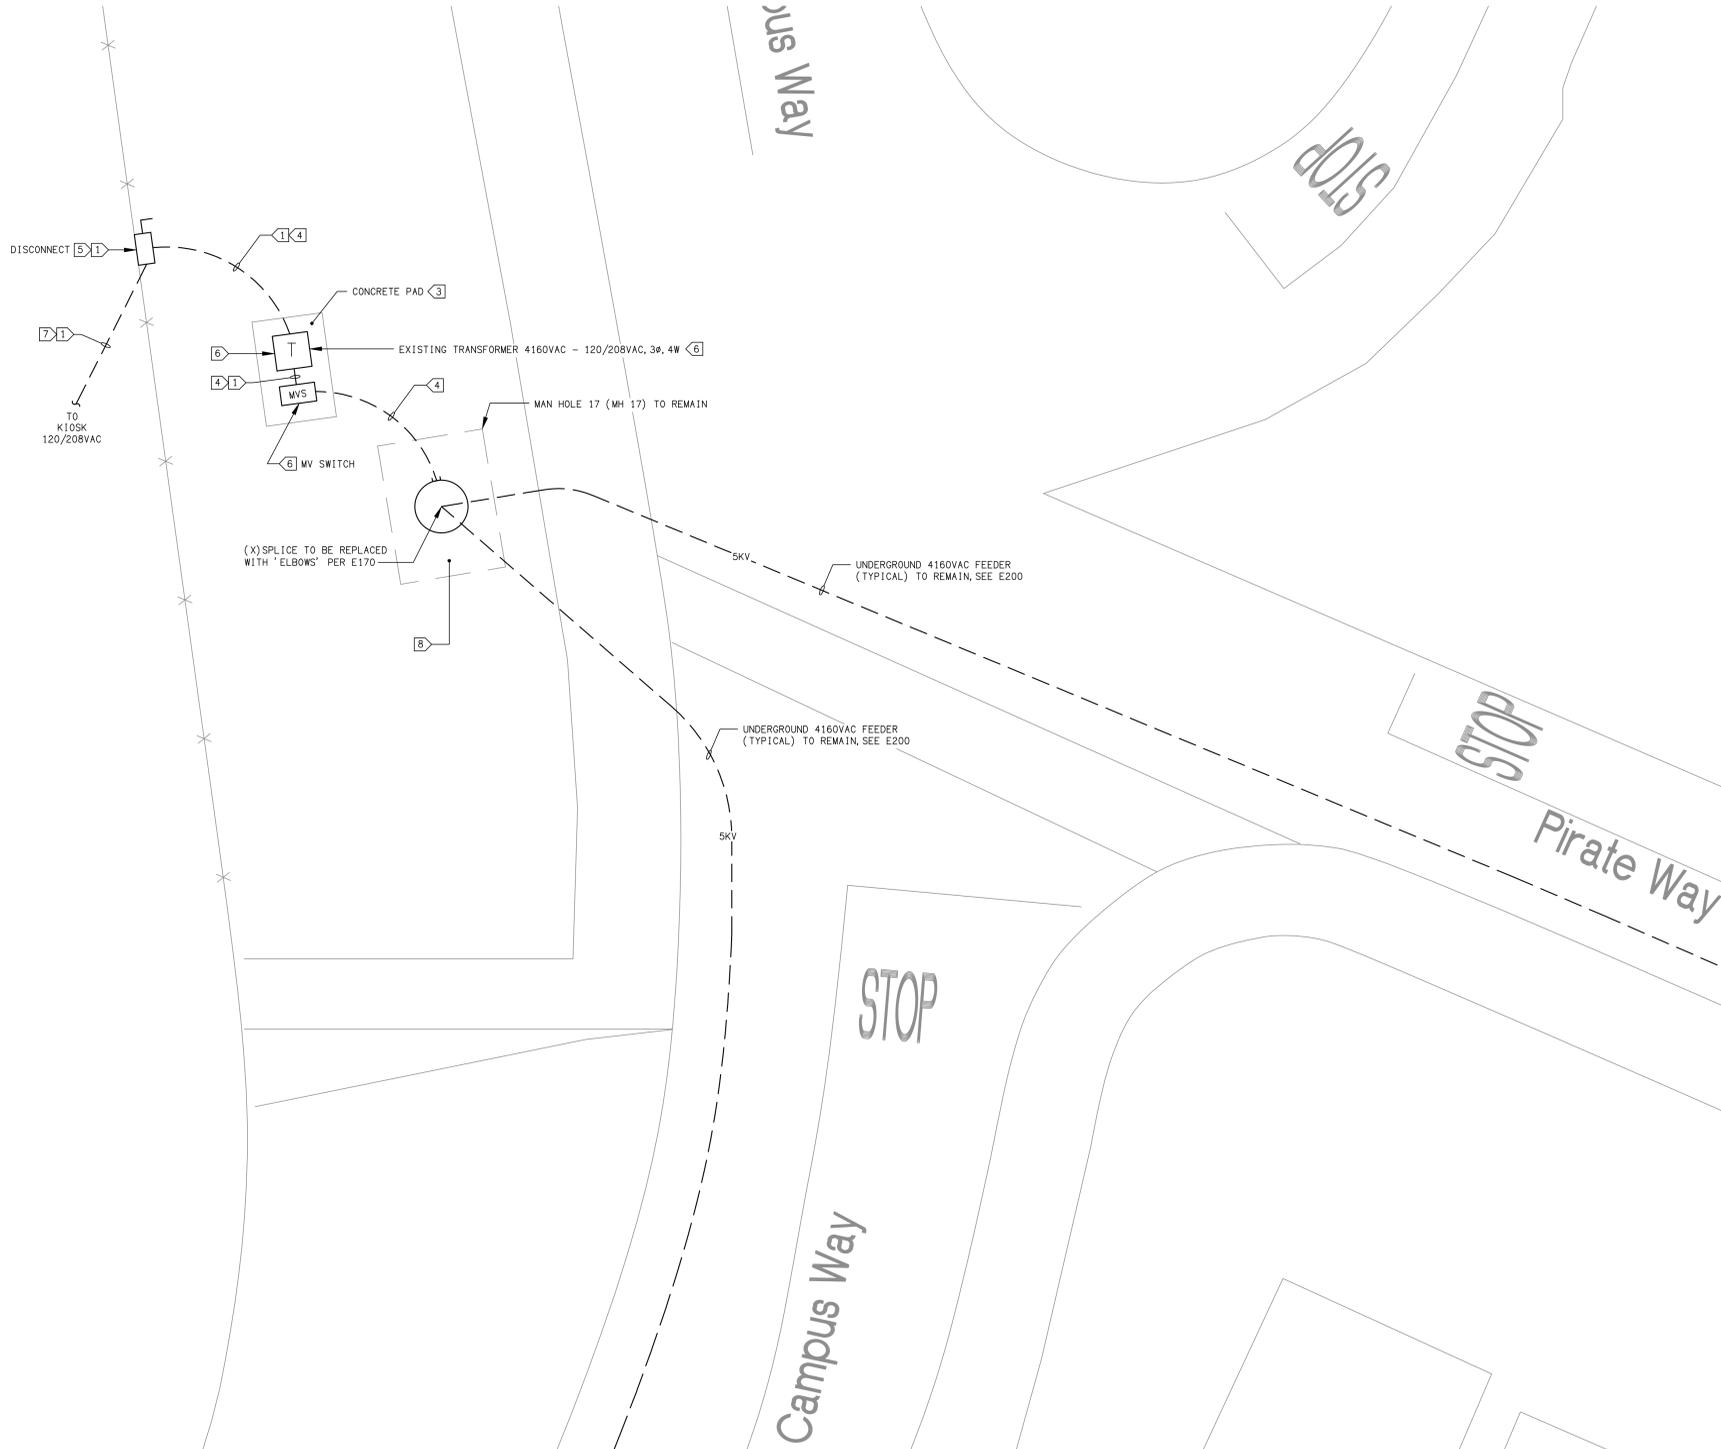 pus Way
STOP
1 4
DISCONNECT 5 1
CONCRETE PAD 3
7 1
6
EXISTING TRANSFORMER 4160VAC - 120/208VAC, 3ø, 4W 6
T
4 1
4
MVS
MAN HOLE 17 (MH 17) TO REMAIN
TO
KIOSK
120/208VAC
6 MV SWITCH
(X)SPLICE TO BE REPLACED
WITH 'ELBOWS' PER E170
5KV
UNDERGROUND 4160VAC FEEDER
(TYPICAL) TO REMAIN, SEE E200
8
UNDERGROUND 4160VAC FEEDER
(TYPICAL) TO REMAIN, SEE E200
STOP
5KV
Pirate Way
STOP
Campus Way